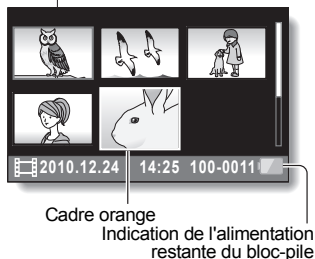 2010.12.24 14:25 100-0011
Cadre orange
Indication de l'alimentation
restante du bloc-pile